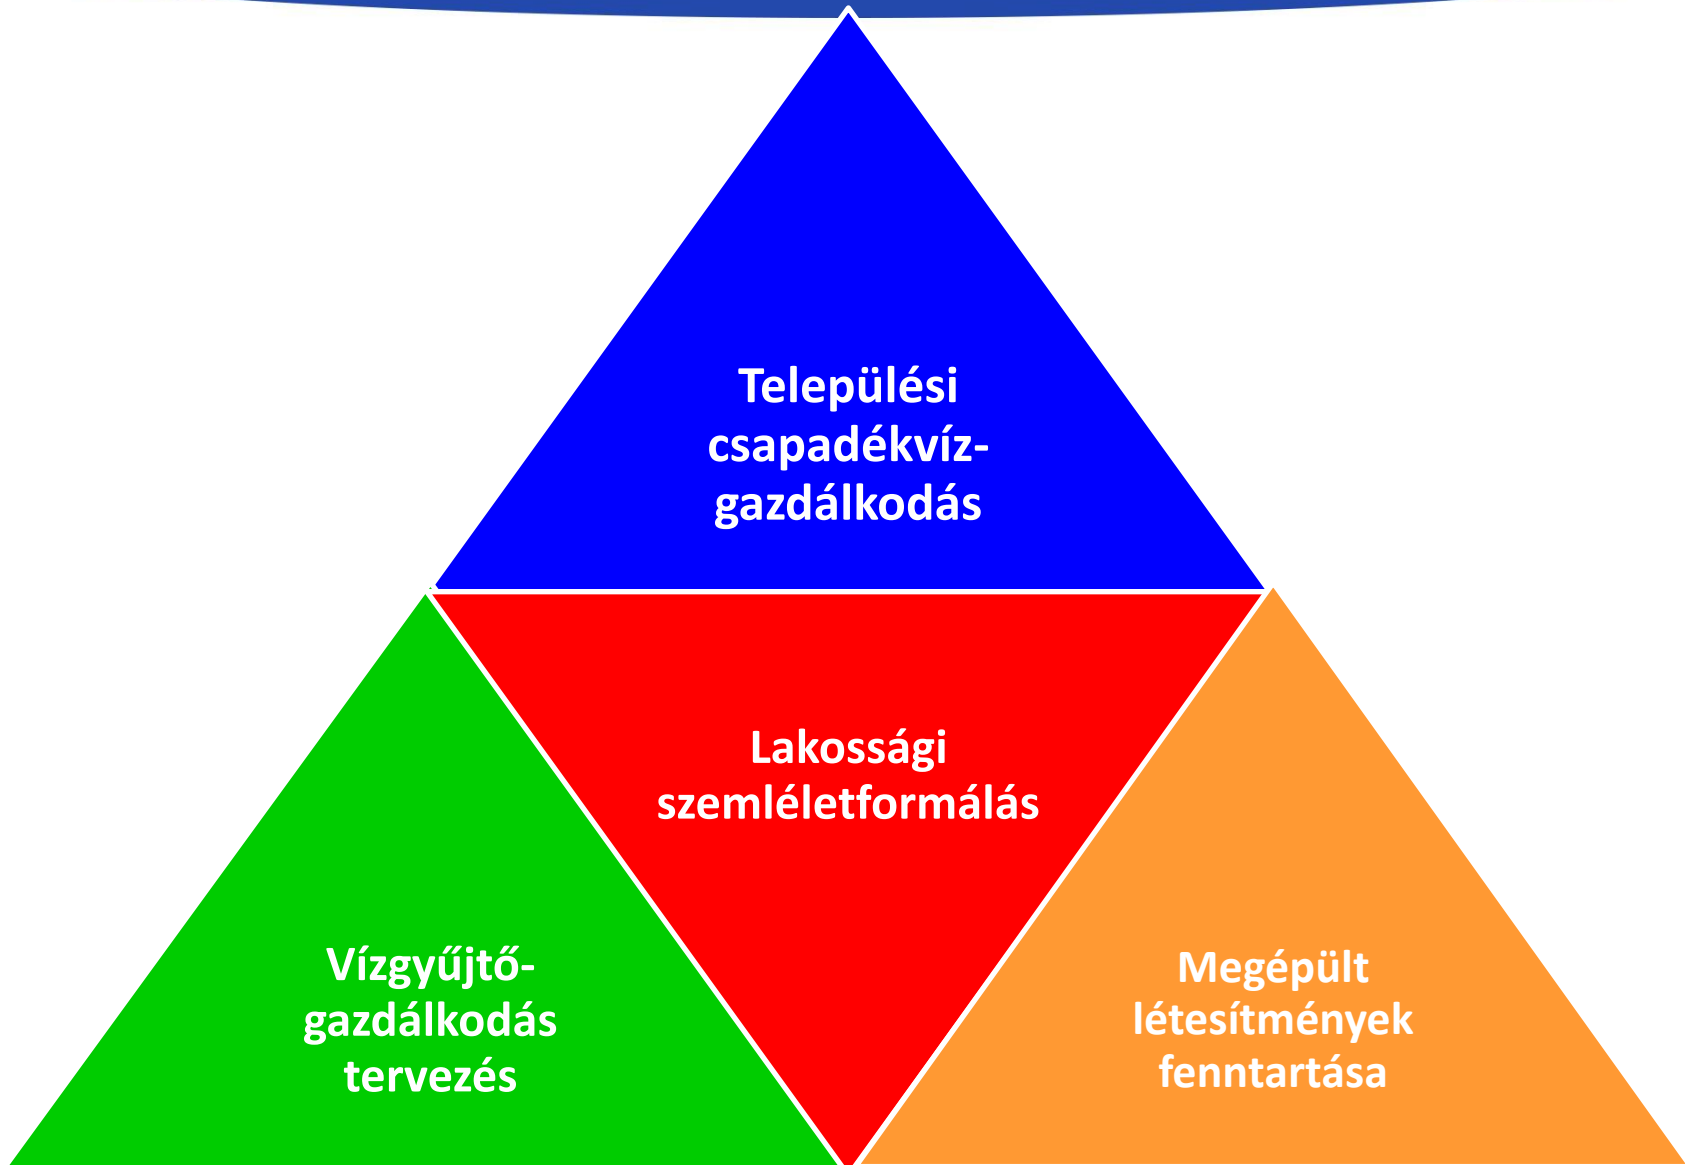 Települési
csapadékvíz-
gazdálkodás
Lakossági
szemléletformálás
Vízgyűjtő-
gazdálkodás
tervezés
Megépült
létesítmények
fenntartása